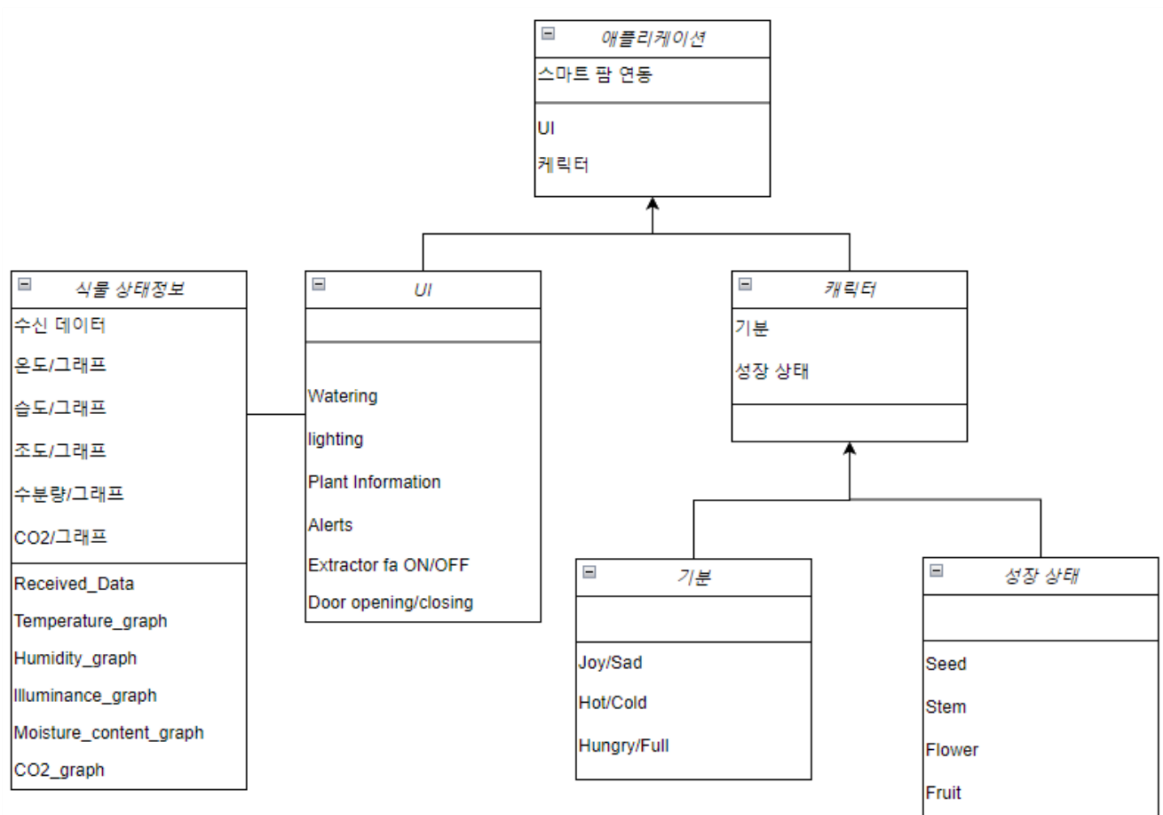 애플리케이션
스마트 팜 연동
UI
케릭터
식물 상태정보
수신 데이터
온도/그래프
습도/그래프
조도/그래프
수분량/그래프
CO2/그래프
Received_Data
Temperature_graph
Humidity_graph
Illuminance_graph
Moisture_content_graph
CO2_graph
UI
Watering
lighting
Plant Information
Alerts
Extractor fa ON/OFF
Door opening/closing
캐릭터
기분
성장 상태
기분
Joy/Sad
Hot/Cold
Hungry/Full
성장 상태
Seed
Stem
Flower
Fruit